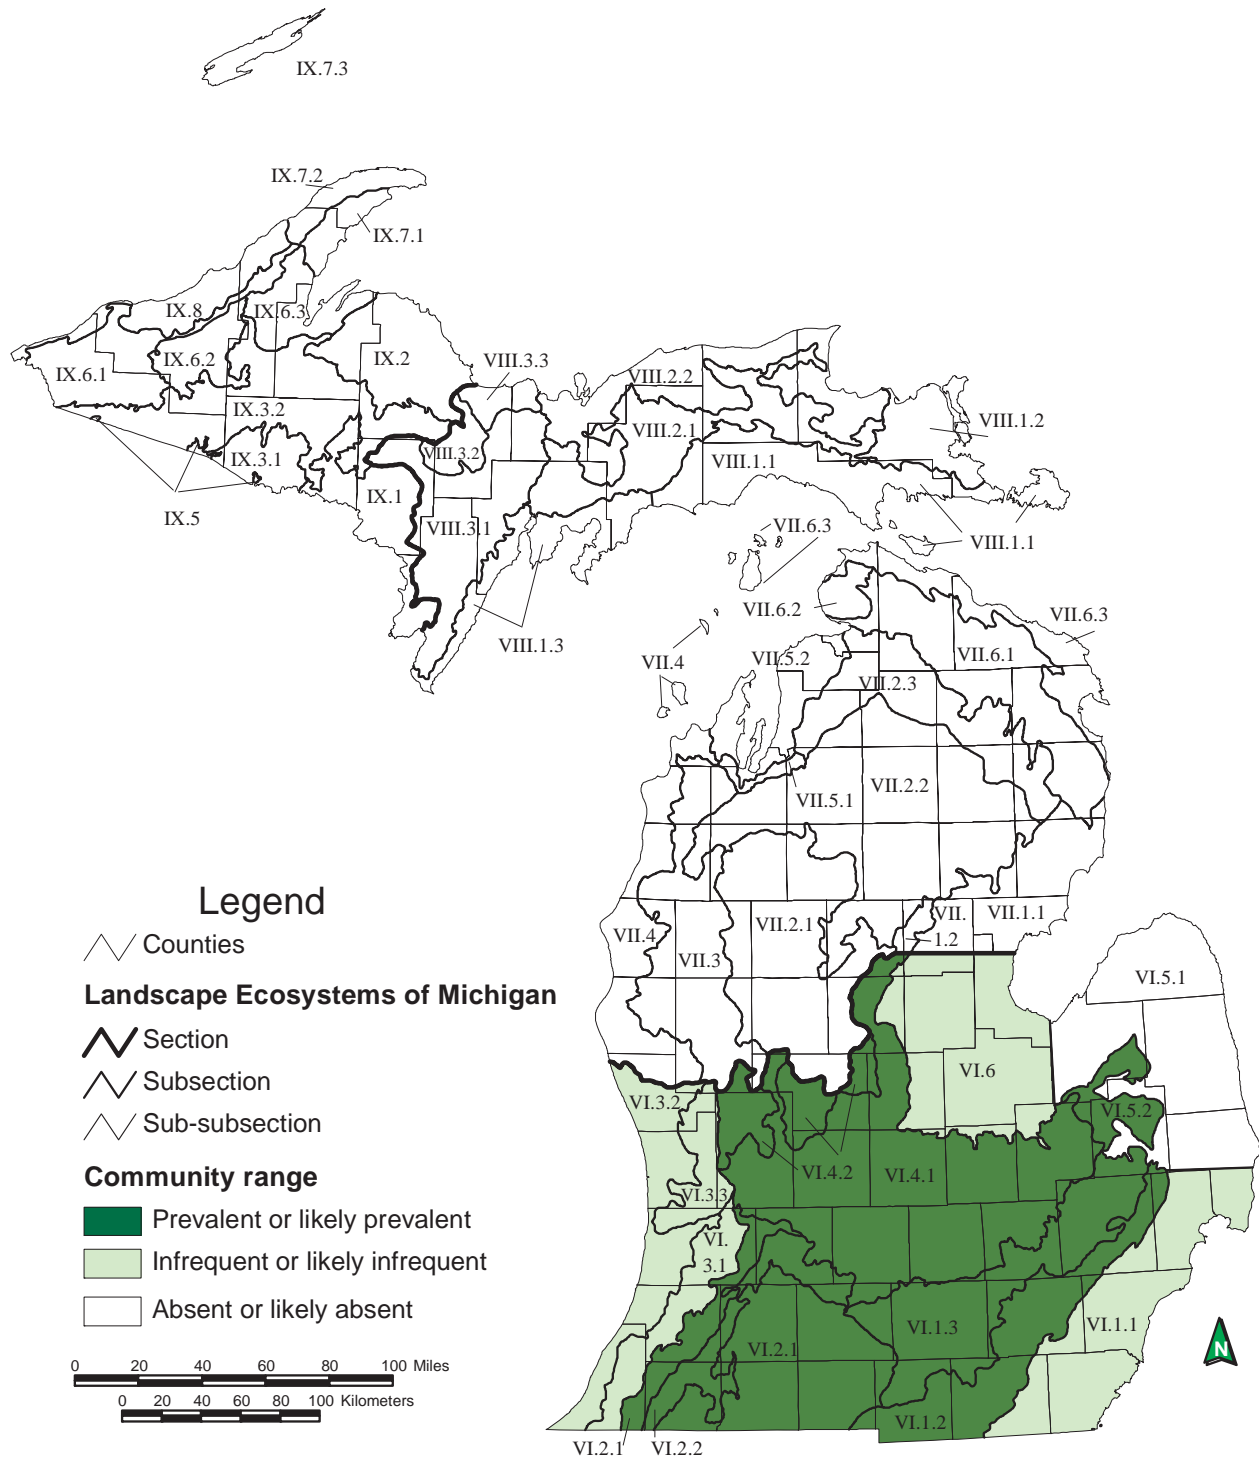 IX.7.3
IX.7.2
IX.7.1
IX.8
IX.6.3
IX.6.2
IX.6.1
IX.2
VIII.3.3
VIII.2.2
IX.3.2
VIII.2.1
VIII.1.2
IX.3.1
VIII.3.2
VIII.1.1
IX.1
IX.5
VIII.3.1
VII.6.3
VIII.1.1
VII.6.2
VII.6.3
VIII.1.3
VII.4
VII.5.2
VII.6.1
VII.2.3
VII.5.1
VII.2.2
VII.4
VII.3
VII.2.1
VII.
1.2
VII.1.1
VI.5.1
VI.6
VI.3.2
VI.5.2
VI.4.2
VI.4.1
VI.3.3
VI.
3.1
VI.1.3
VI.1.1
VI.2.1
VI.1.2
VI.2.1
VI.2.2
Legend
Counties
Landscape Ecosystems of Michigan
Section
Subsection
Sub-subsection
Community range
Prevalent or likely prevalent
Infrequent or likely infrequent
Absent or likely absent
0 20 40 60 80 100 Miles
0 20 40 60 80 100 Kilometers
N